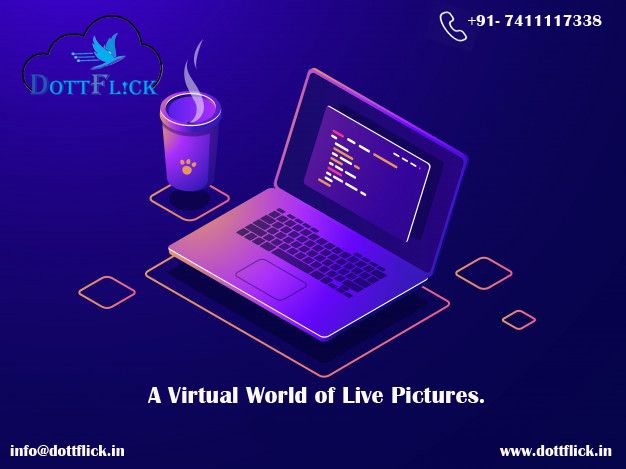 +91- 7411117338
DOTTFL!CK
A Virtual World of Live Pictures.
info@dottflick.in
www.dottflick.in